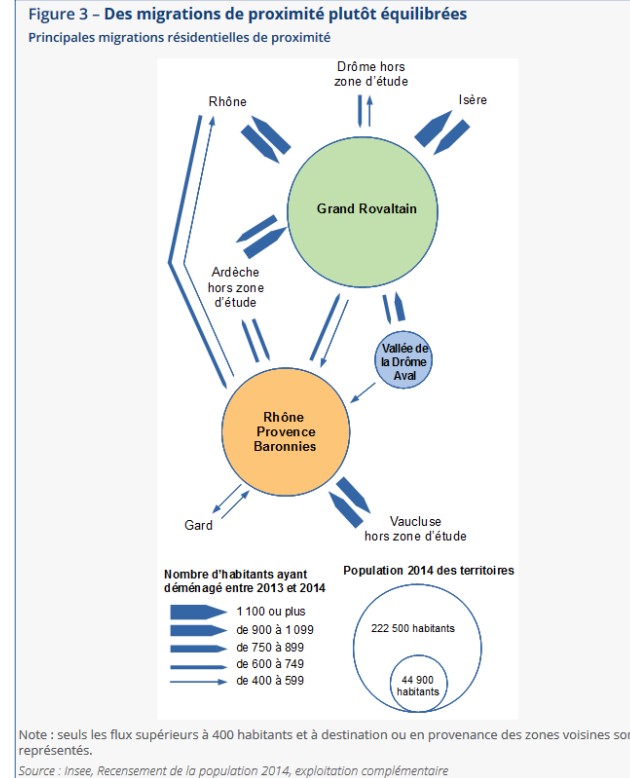 Figure 3 – Des migrations de proximité plutôt équilibrées
Principales migrations résidentielles de proximité
Drôme hors
zone d'étude
Rhône
Isère
Grand Rovaltain
Ardèche
hors zone
d'étude
Vallée de
la Drôme
Aval
Rhône
Provence
Baronnies
Gard
Vaucluse
hors zone d'étude
Nombre d'habitants ayant
déménagé entre 2013 et 2014
1 100 ou plus
de 900 à 1 099
de 750 à 899
de 600 à 749
de 400 à 599
Population 2014 des territoires
222 500 habitants
44 900
habitants
Note : seuls les flux supérieurs à 400 habitants et à destination ou en provenance des zones voisines
représentés.
Source : Insee, Recensement de la population 2014, exploitation complémentaire